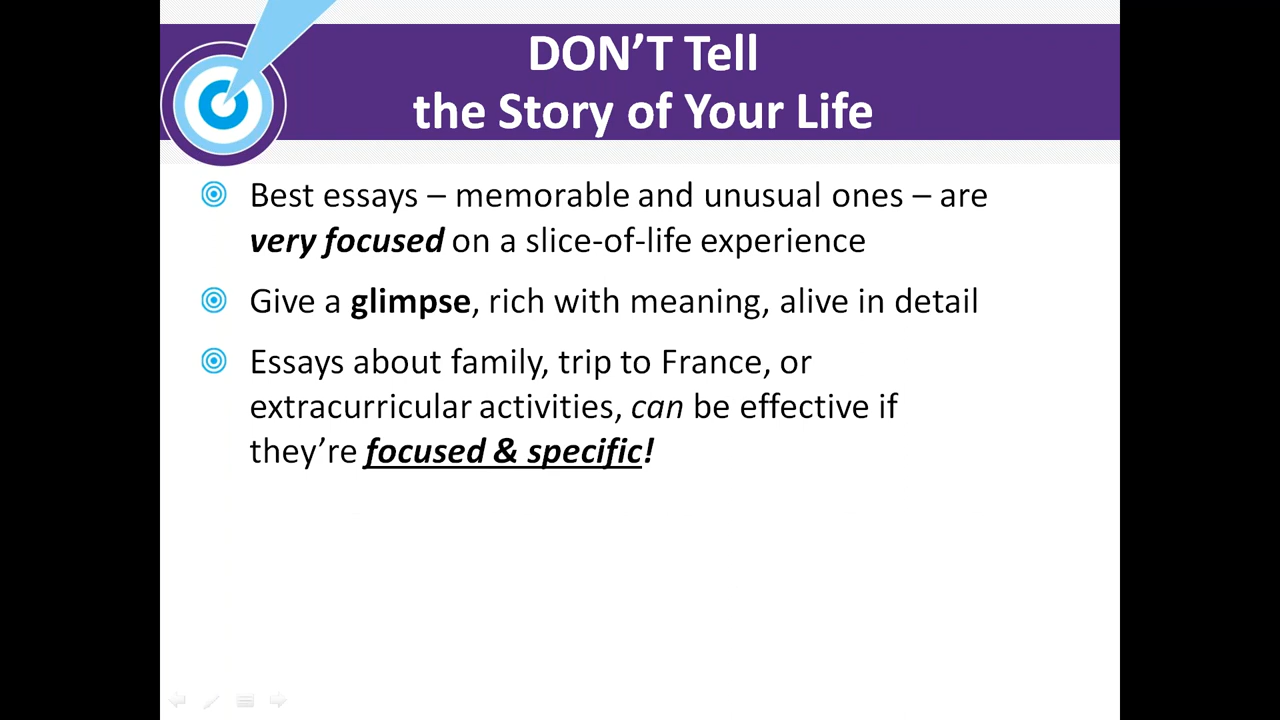 DON’T Tell
the Story of Your Life
Best essays – memorable and unusual ones – are
very focused on a slice-of-life experience
Give a glimpse, rich with meaning, alive in detail
Essays about family, trip to France, or
extracurricular activities, can be effective if
they’re focused & specific!